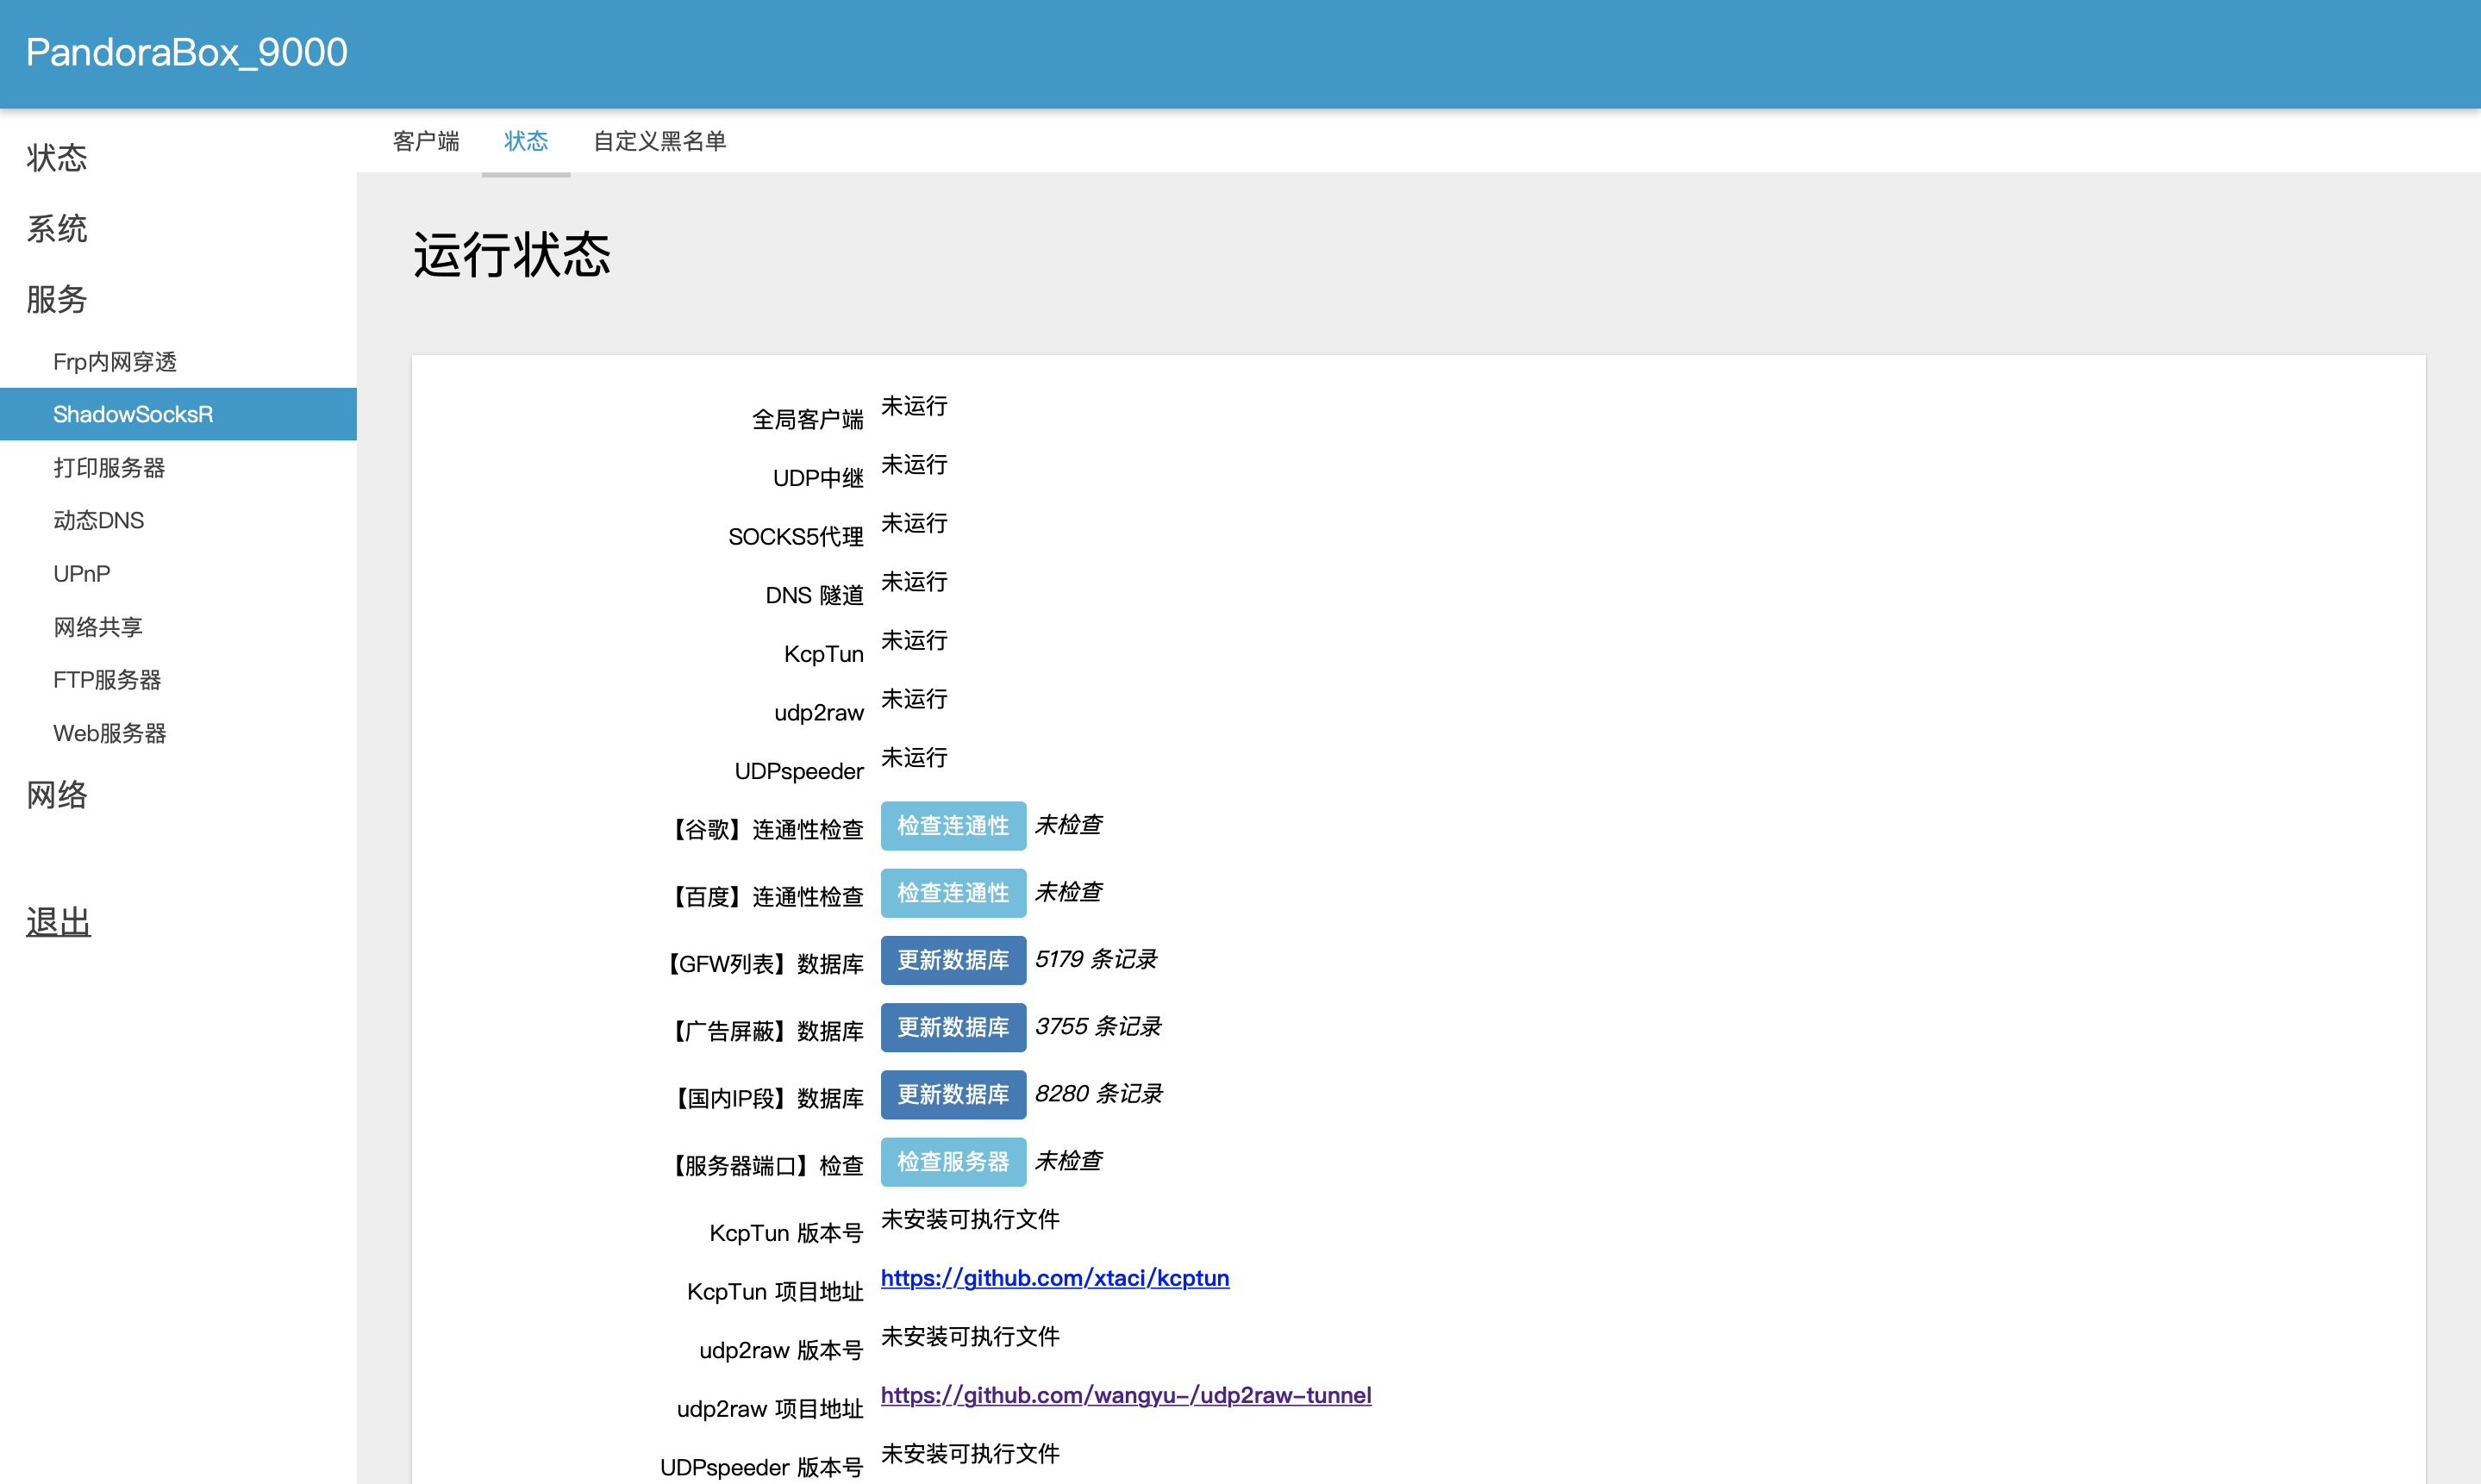 PandoraBox_9000
状态
系统
服务
Frp内网穿透
ShadowSocksR
打印服务器
动态DNS
UPnP
网络共享
FTP服务器
Web服务器
网络
退出
客户端 状态 自定义黑名单
运行状态
全局客户端 未运行
UDP中继 未运行
SOCKS5代理 未运行
DNS 隧道 未运行
KcpTun 未运行
udp2raw 未运行
UDPspeeder 未运行
【谷歌】连通性检查 检查连通性 未检查
【百度】连通性检查 检查连通性 未检查
【GFW列表】数据库 更新数据库 5179 条记录
【广告屏蔽】数据库 更新数据库 3755 条记录
【国内IP段】数据库 更新数据库 8280 条记录
【服务器端口】检查 检查服务器 未检查
KcpTun 版本号 未安装可执行文件
KcpTun 项目地址 https://github.com/xtaci/kcptun
udp2raw 版本号 未安装可执行文件
udp2raw 项目地址 https://github.com/wangyu-/udp2raw-tunnel
UDPspeeder 版本号 未安装可执行文件